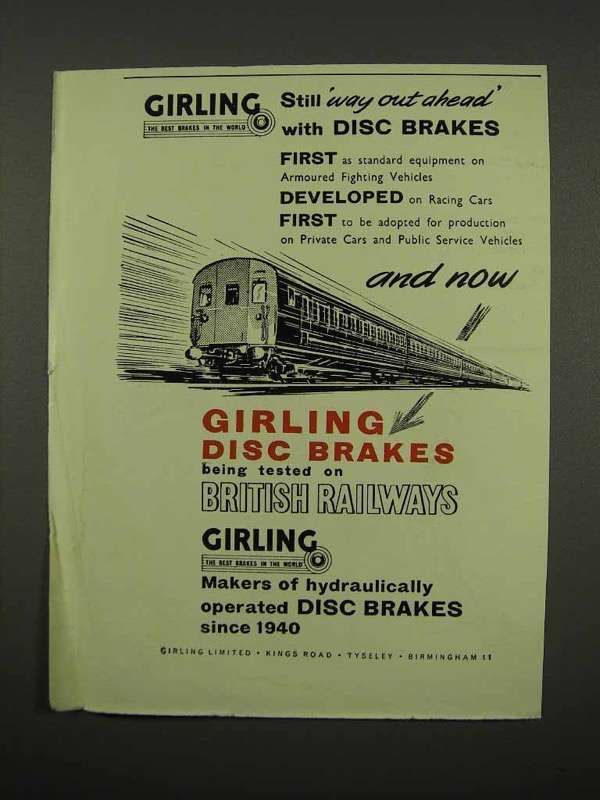 GIRLING
THE BEST BRAKES IN THE WORLD
Still 'way out ahead'
with DISC BRAKES
FIRST as standard equipment on
Armoured Fighting Vehicles
DEVELOPED on Racing Cars
FIRST to be adopted for production
on Private Cars and Public Service Vehicles
and now
GIRLING
DISC BRAKES
being tested on
BRITISH RAILWAYS
GIRLING
THE BEST BRAKES IN THE WORLD
Makers of hydraulically
operated DISC BRAKES
since 1940
GIRLING LIMITED · KINGS ROAD · TYSELEY · BIRMINGHAM 11